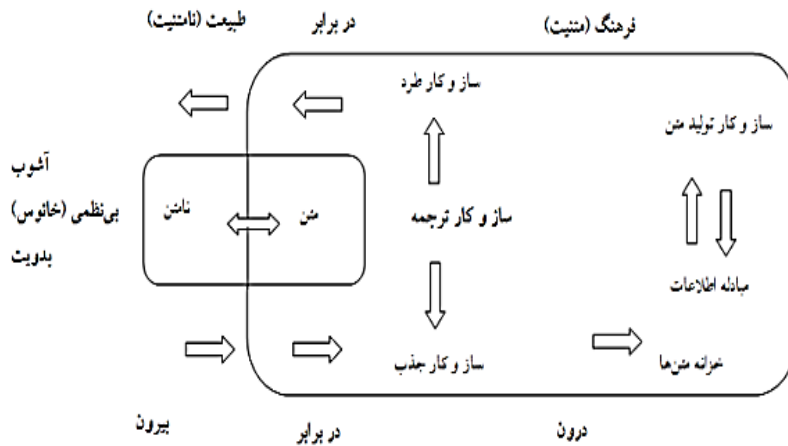 فرهنگ (متنیت)
در برابر
طبیعت (نامتنیت)
ساز و کار طرد
ساز و کار تولید متن
آشوب
بی‌نظمی (خائوس)
بدویت
متن
نامتن
ساز و کار ترجمه
مبادله اطلاعات
خزانه متن‌ها
ساز و کار جذب
درون
در برابر
بیرون